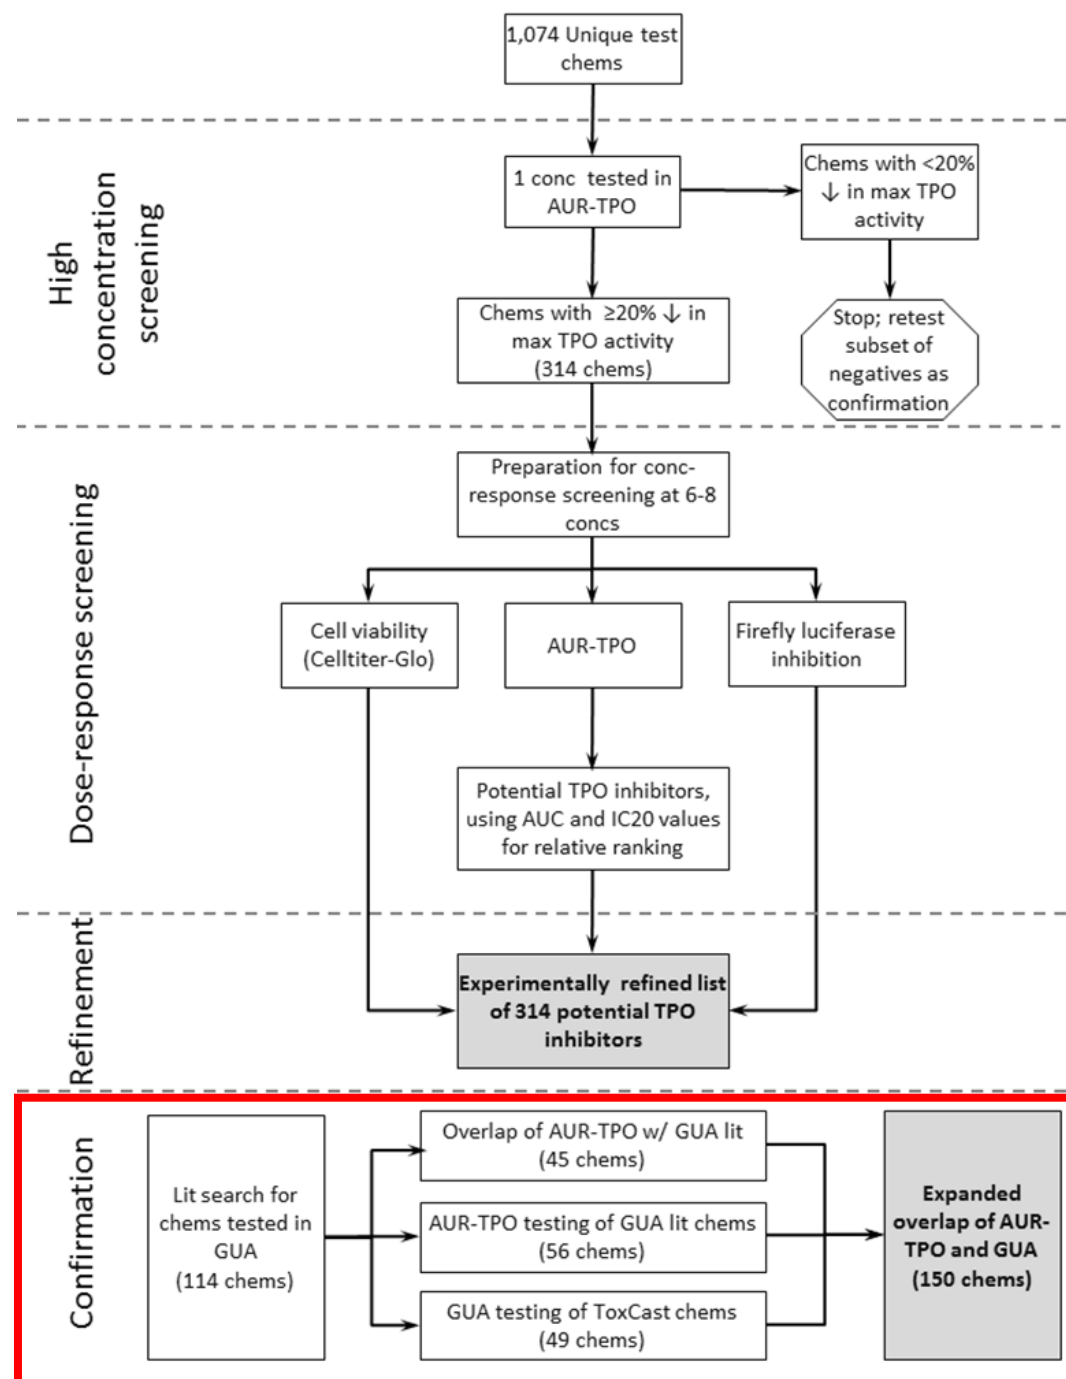 1,074 Unique test
chems
High
concentration
screening
1 conc  tested in
AUR-TPO
Chems with <20%
↓ in max TPO
activity
Chems with  ≥20% ↓ in
max TPO activity
(314 chems)
Stop; retest
subset of
negatives as
confirmation
Dose-response screening
Preparation for conc-
response screening at 6-8
concs
Cell viability
(Celltiter-Glo)
AUR-TPO
Firefly luciferase
inhibition
Potential TPO inhibitors,
using AUC and IC20 values
for relative ranking
Refinement
Experimentally  refined list
of 314 potential TPO
inhibitors
Confirmation
Lit search for
chems tested in
GUA
(114 chems)
Overlap of AUR-TPO w/ GUA lit
(45 chems)
AUR-TPO testing of GUA lit chems
(56 chems)
GUA testing of ToxCast chems
(49 chems)
Expanded
overlap of AUR-
TPO and GUA
(150 chems)